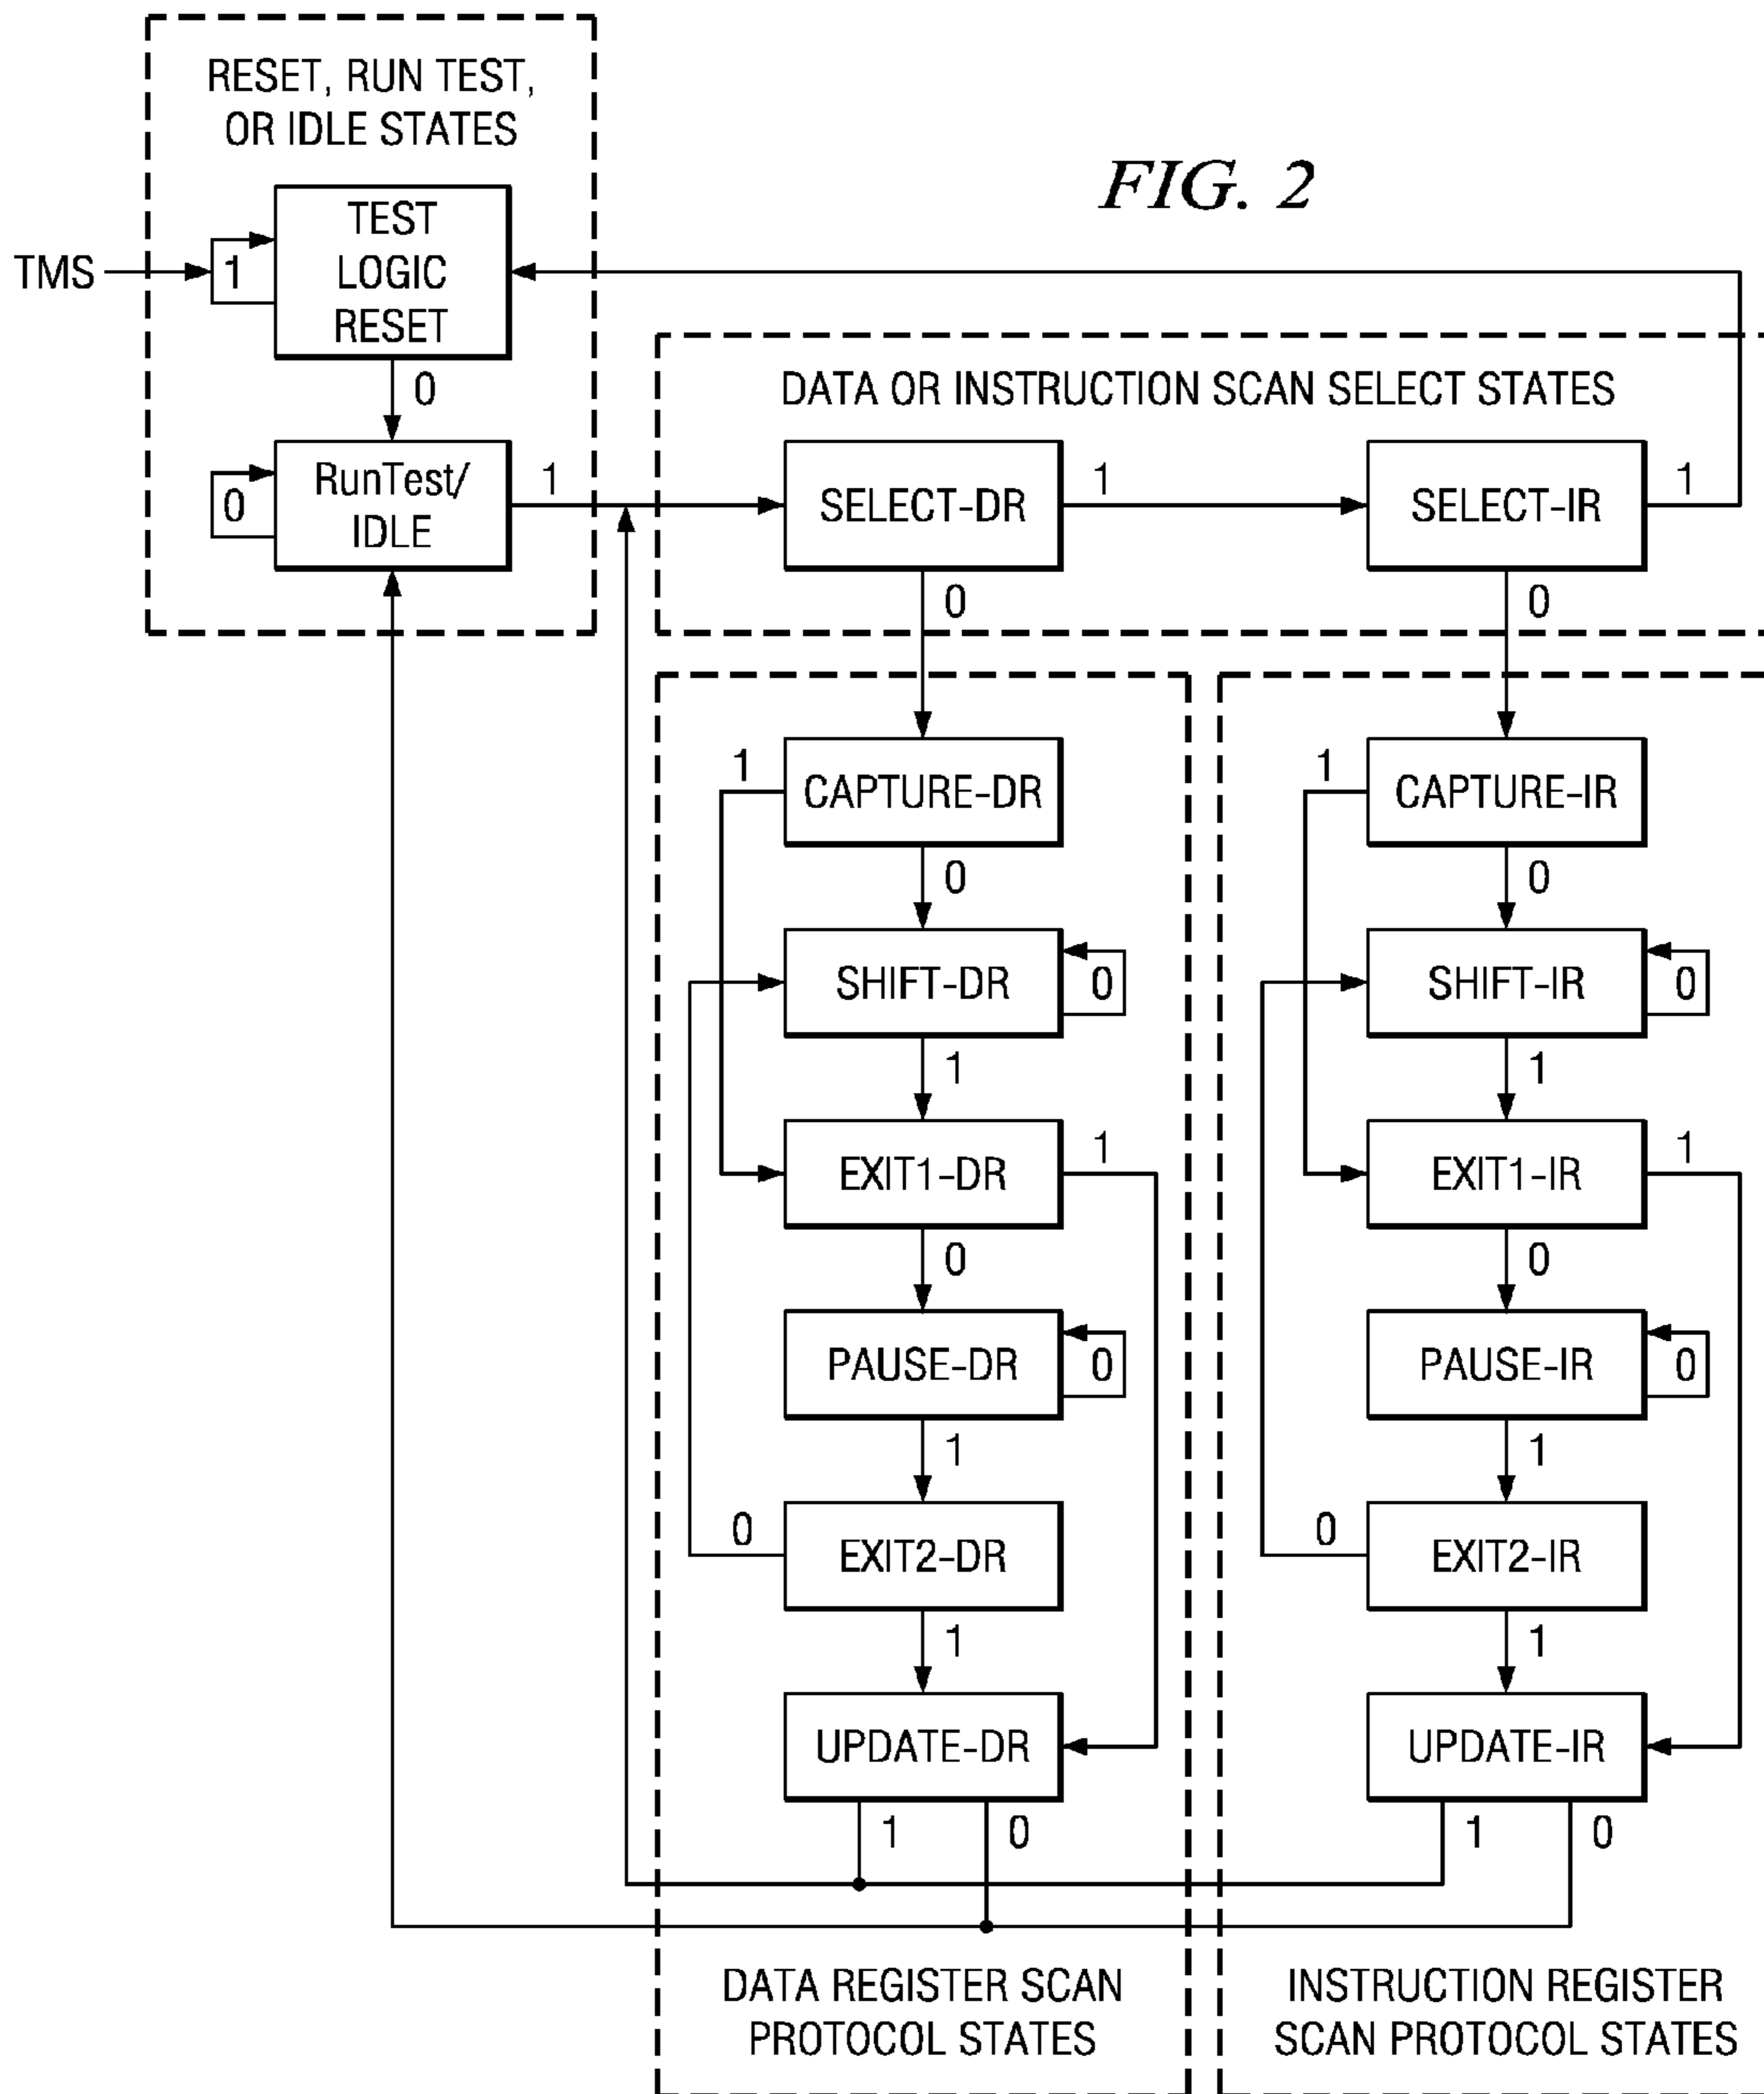 RESET, RUN TEST,
OR IDLE STATES
FIG. 2
TEST
LOGIC
RESET
TMS
1
0
DATA OR INSTRUCTION SCAN SELECT STATES
RunTest/
IDLE
0
1
SELECT-DR
1
SELECT-IR
1
0
0
1
CAPTURE-DR
0
SHIFT-DR
0
1
EXIT1-DR
1
0
PAUSE-DR
0
1
0
EXIT2-DR
1
UPDATE-DR
1
0
DATA REGISTER SCAN
PROTOCOL STATES
1
CAPTURE-IR
0
SHIFT-IR
0
1
EXIT1-IR
1
0
PAUSE-IR
0
1
0
EXIT2-IR
1
UPDATE-IR
1
0
INSTRUCTION REGISTER
SCAN PROTOCOL STATES